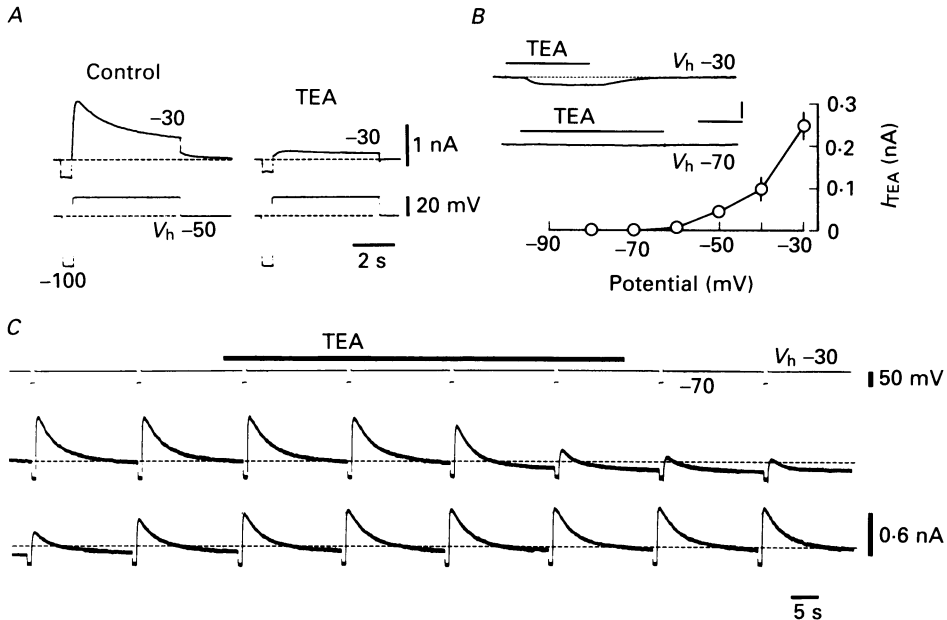 A
Control
TEA
−30
−30
1 nA
20 mV
Vh −50
2 s
−100
B
TEA
Vh −30
TEA
Vh −70
0·3
0·2
0·1
0
ITEA (nA)
−90
−70
−50
−30
Potential (mV)
C
TEA
Vh −30
−70
50 mV
0·6 nA
5 s